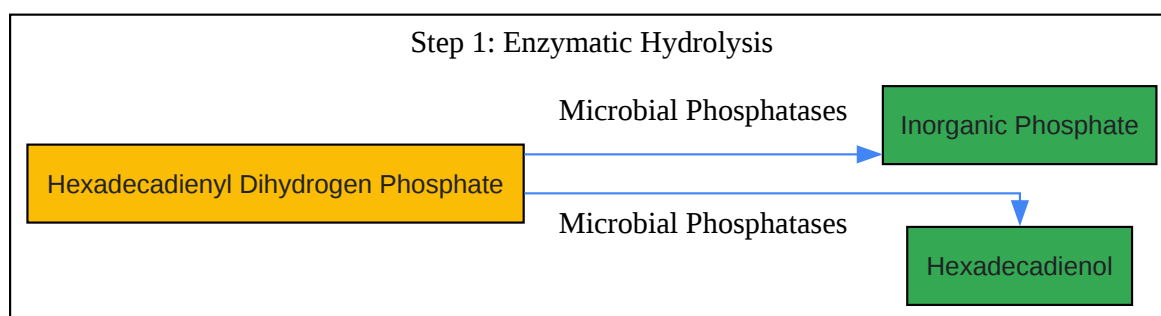 Step 1: Enzymatic Hydrolysis
Microbial Phosphatases
Inorganic Phosphate
Hexadecadienyl Dihydrogen Phosphate
Microbial Phosphatases
Hexadecadienol